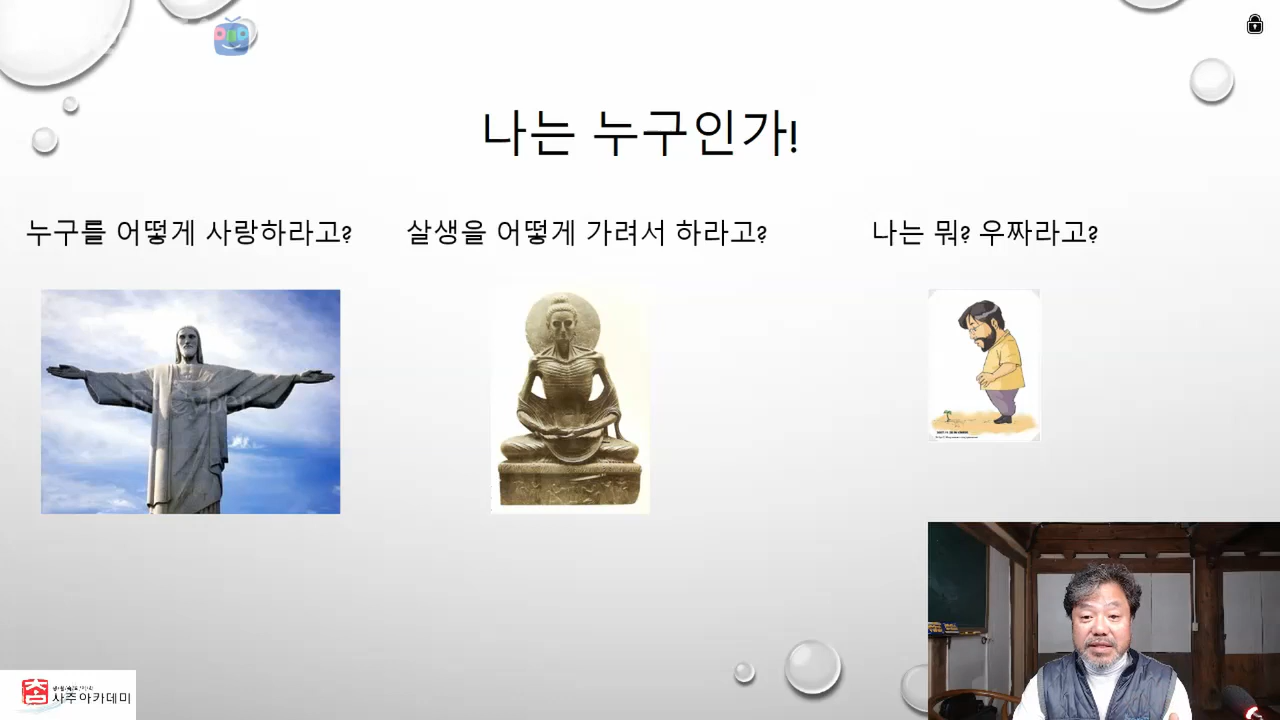 나는 누구인가!
누구를 어떻게 사랑하라고?
살생을 어떻게 가려서 하라고?
나는 뭐? 우짜라고?
사주아카데미